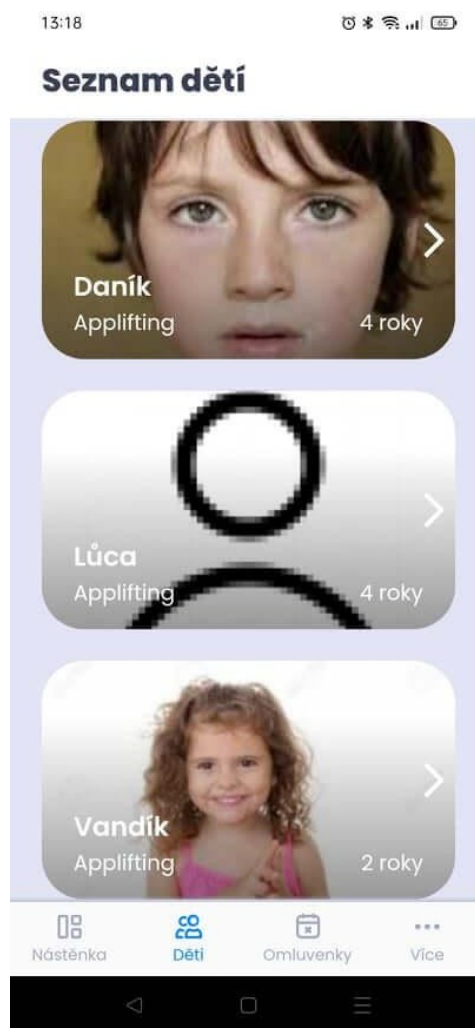 13:18
65
Seznam dětí
Daník
Applifting 4 roky
Lůca
Applifting 4 roky
Vandík
Applifting 2 roky
Nástěnka Děti Omluvenky Více